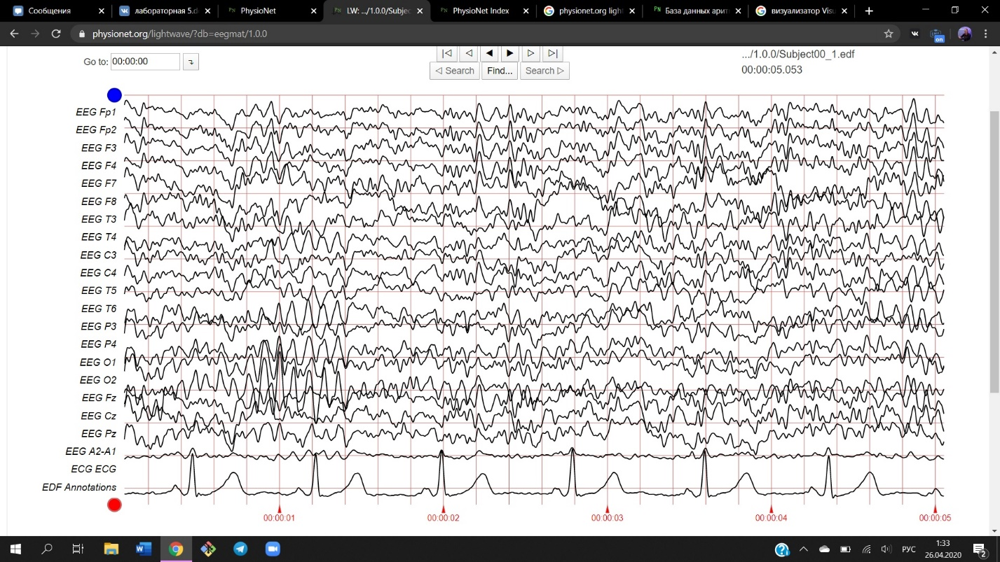 Сообщения
лабораторная 5.d
PhysioNet
LW: .../1.0.0/Subje
PhysioNet Index
physionet.org light
База данных арит
визуализатор Visu
physionet.org/lightwave/?db=eegmat/1.0.0
on
Go to: 00:00:00
.../1.0.0/Subject00_1.edf
◁ Search Find... Search ▷
00:00:05.053
EEG Fp1
EEG Fp2
EEG F3
EEG F4
EEG F7
EEG F8
EEG T3
EEG T4
EEG C3
EEG C4
EEG T5
EEG T6
EEG P3
EEG P4
EEG O1
EEG O2
EEG Fz
EEG Cz
EEG Pz
EEG A2-A1
ECG ECG
EDF Annotations
00:00:01 00:00:02 00:00:03 00:00:04 00:00:05
РУС
1:33
26.04.2020
2